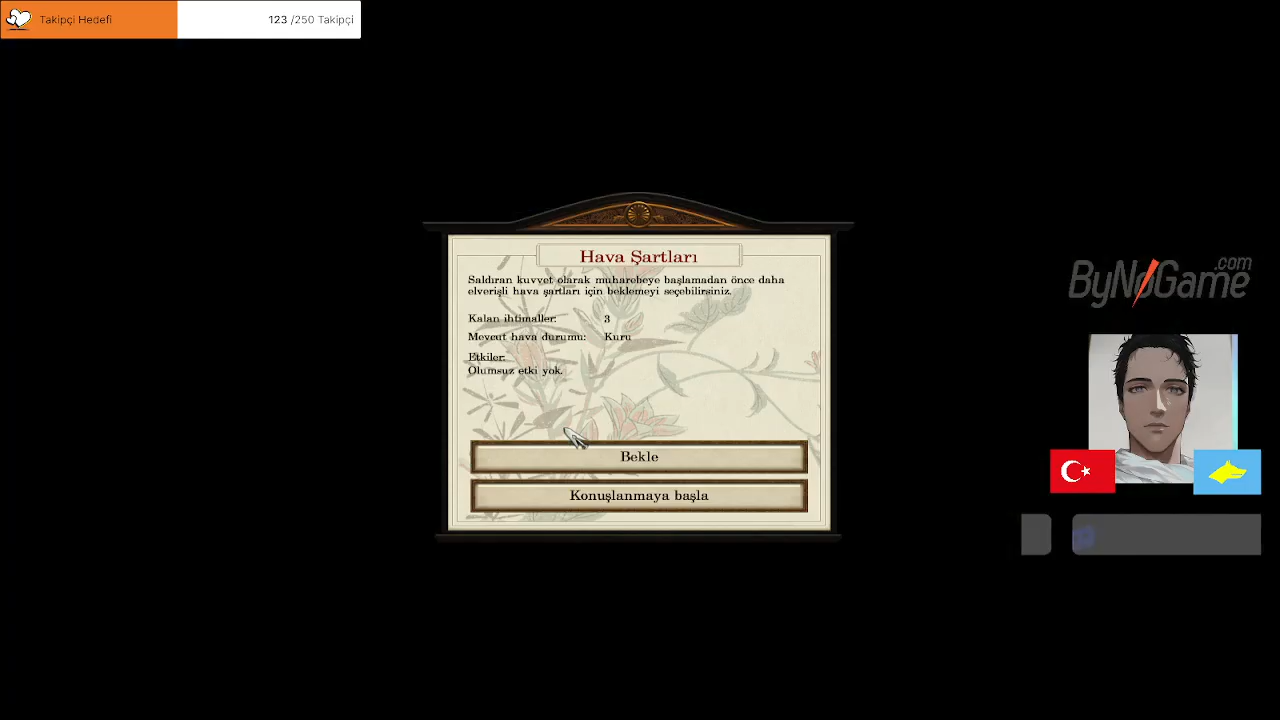 Takipçi Hedefi
123 /250 Takipçi
Hava Şartları
Saldıran kuvvet olarak muharebeye başlamadan önce daha
elverişli hava şartları için beklemeyi seçebilirsiniz.
Kalan ihtimaller: 3
Mevcut hava durumu: Kuru
Etkiler:
Olumsuz etki yok.
Bekle
Konuşlanmaya başla
ByNoGame.com